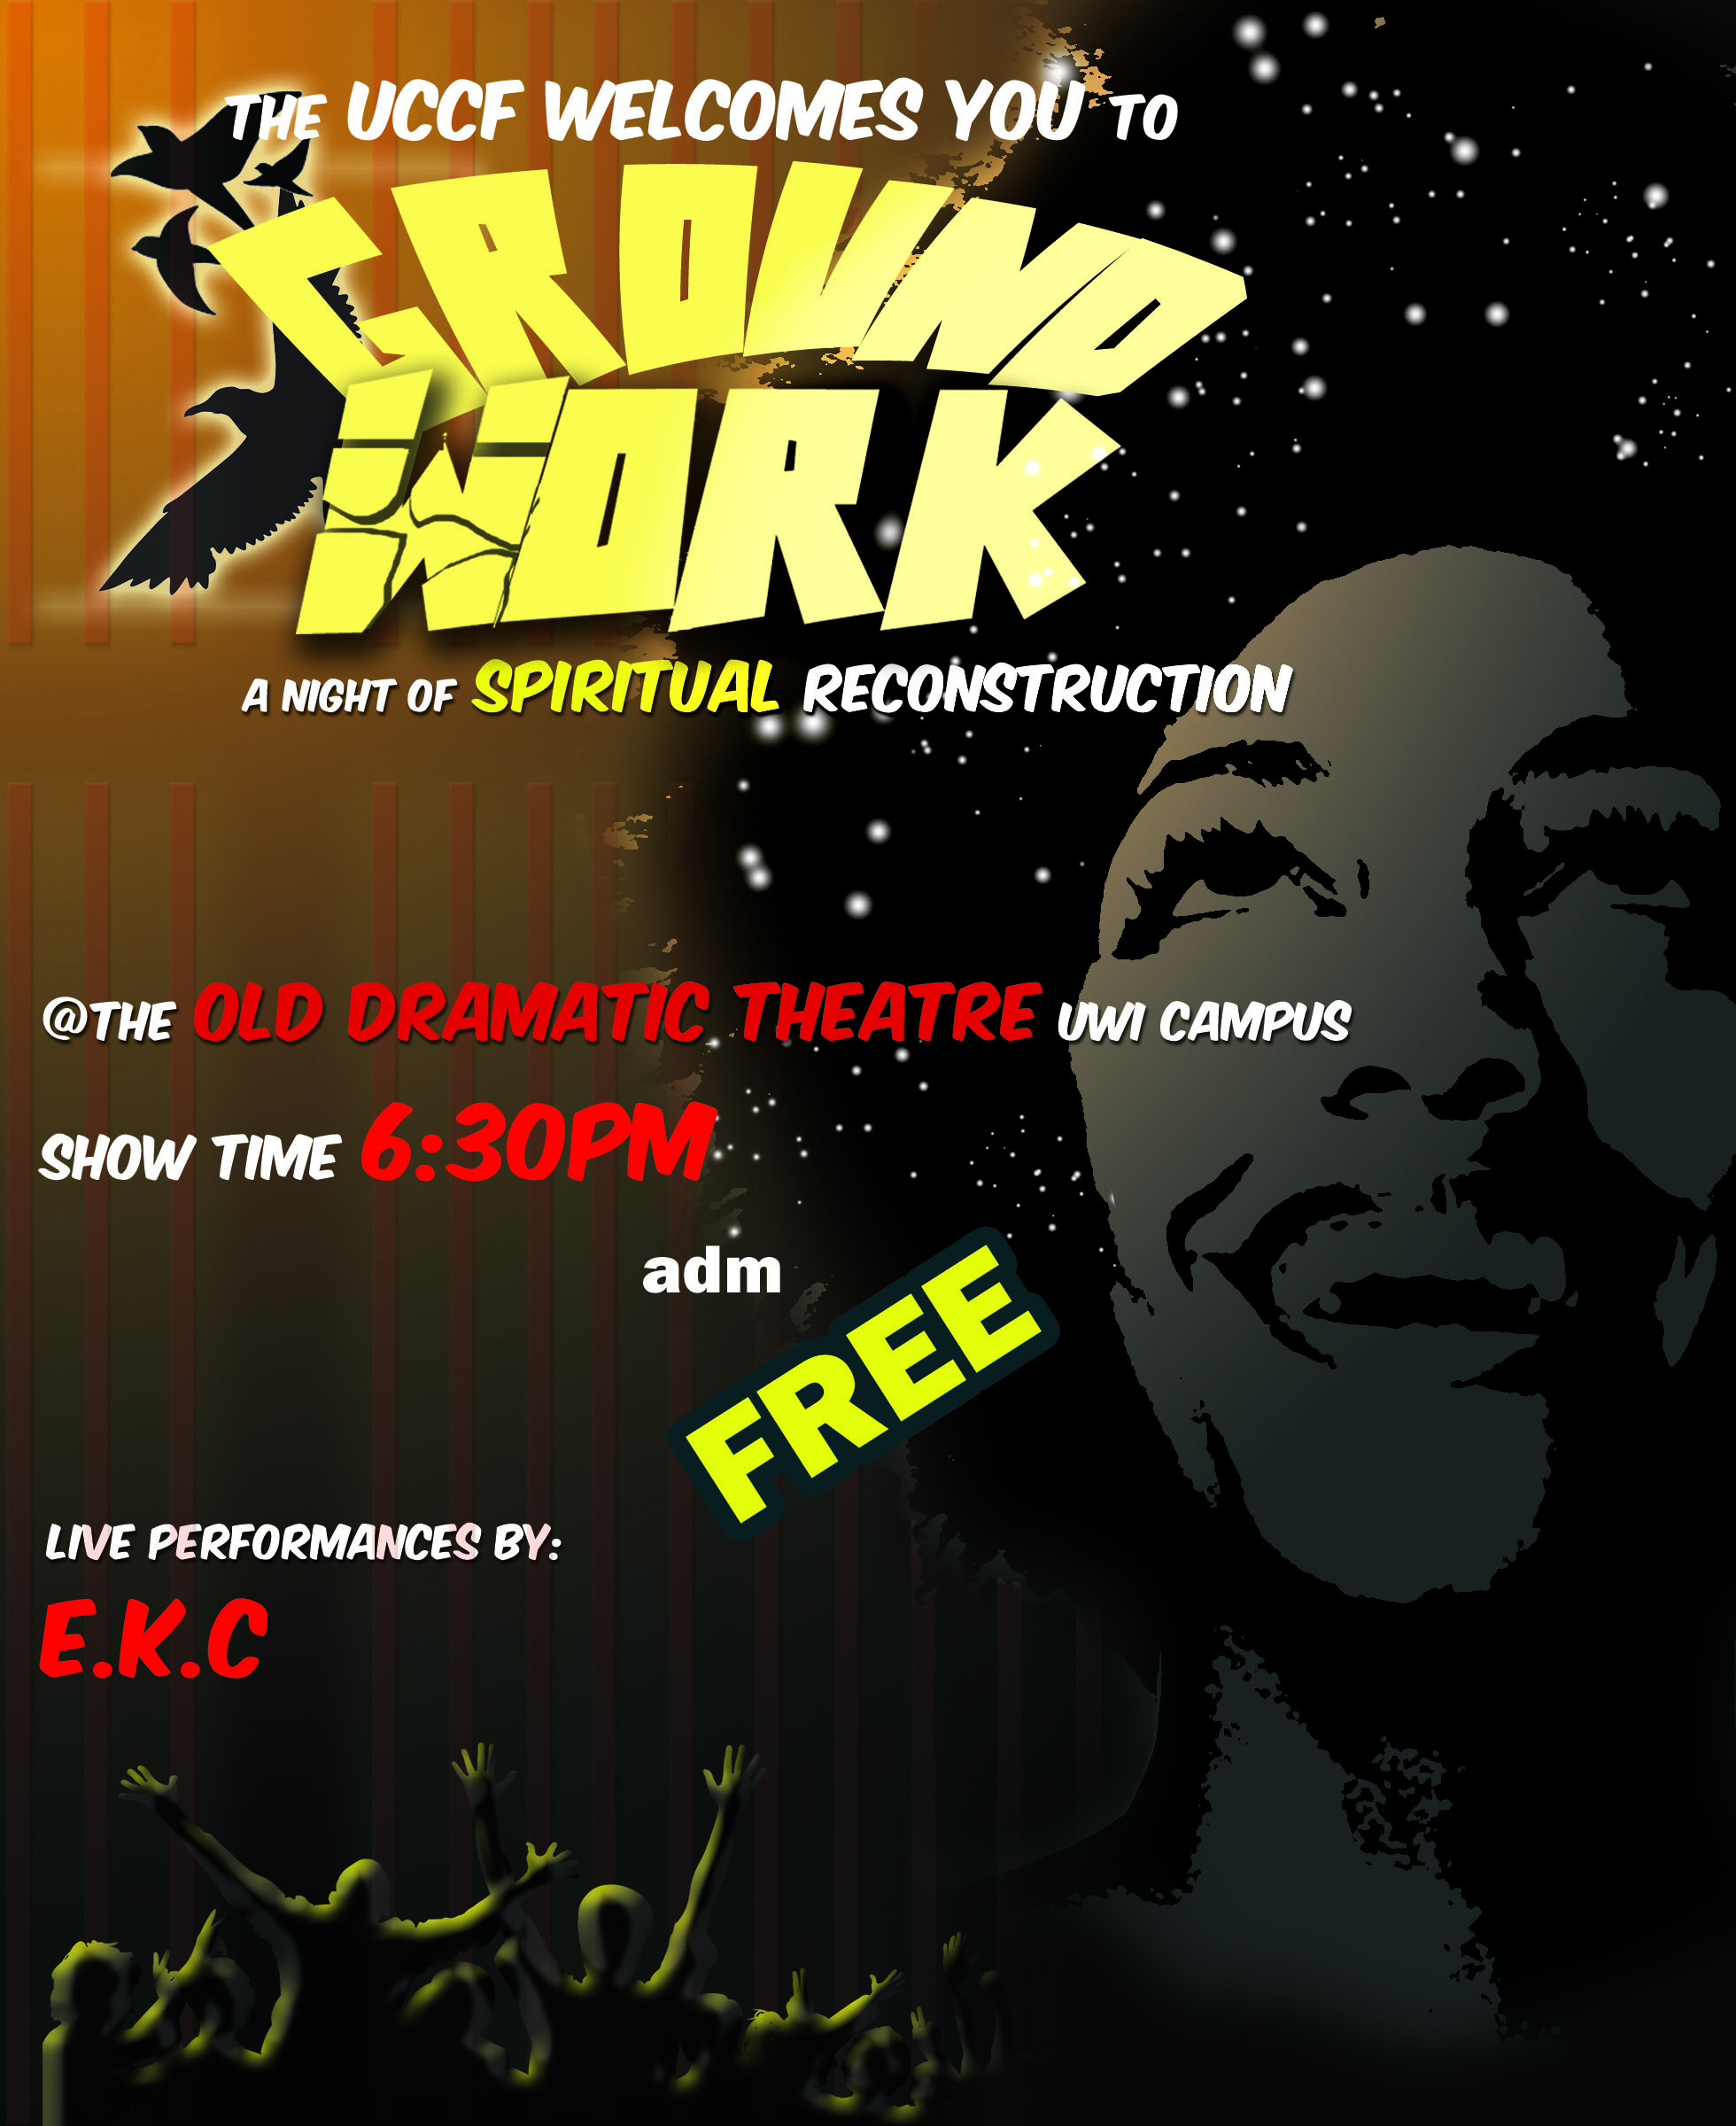 THE UCCF WELCOMES YOU TO
GROUND
WORK
A NIGHT OF SPIRITUAL RECONSTRUCTION
@THE OLD DRAMATIC THEATRE UWI CAMPUS
SHOW TIME 6:30PM
adm
FREE
LIVE PERFORMANCES BY:
E.K.C